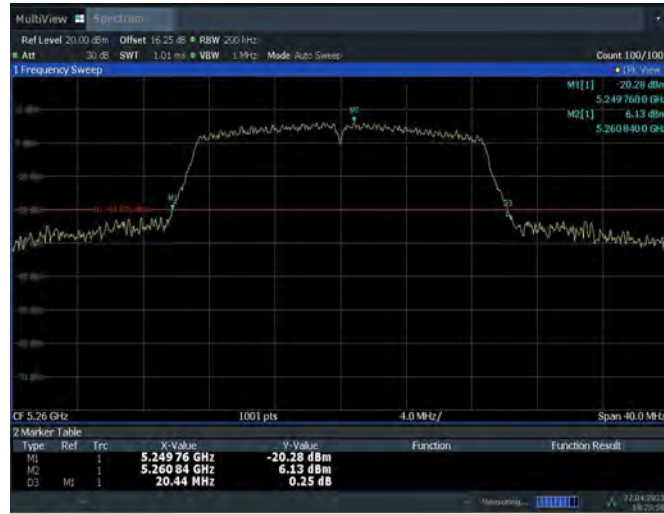 MultiView Spectrum
Ref Level 20.00 dBm Offset 16.25 dB RBW 200 kHz
Att 30 dB SWT 1.01 ms VBW 1 MHz Mode Auto Sweep Count 100/100
1 Frequency Sweep 1Pk View
M1[1] -20.28 dBm
5.2497600 GHz
M2[1] 6.13 dBm
5.2608400 GHz
D3
CF 5.26 GHz 1001 pts 4.0 MHz/ Span 40.0 MHz
2 Marker Table
Type Ref Trc X-Value Y-Value Function Function Result
M1 1 5.249 76 GHz -20.28 dBm
M2 1 5.260 84 GHz 6.13 dBm
D3 M1 1 20.44 MHz 0.25 dB
Measuring...